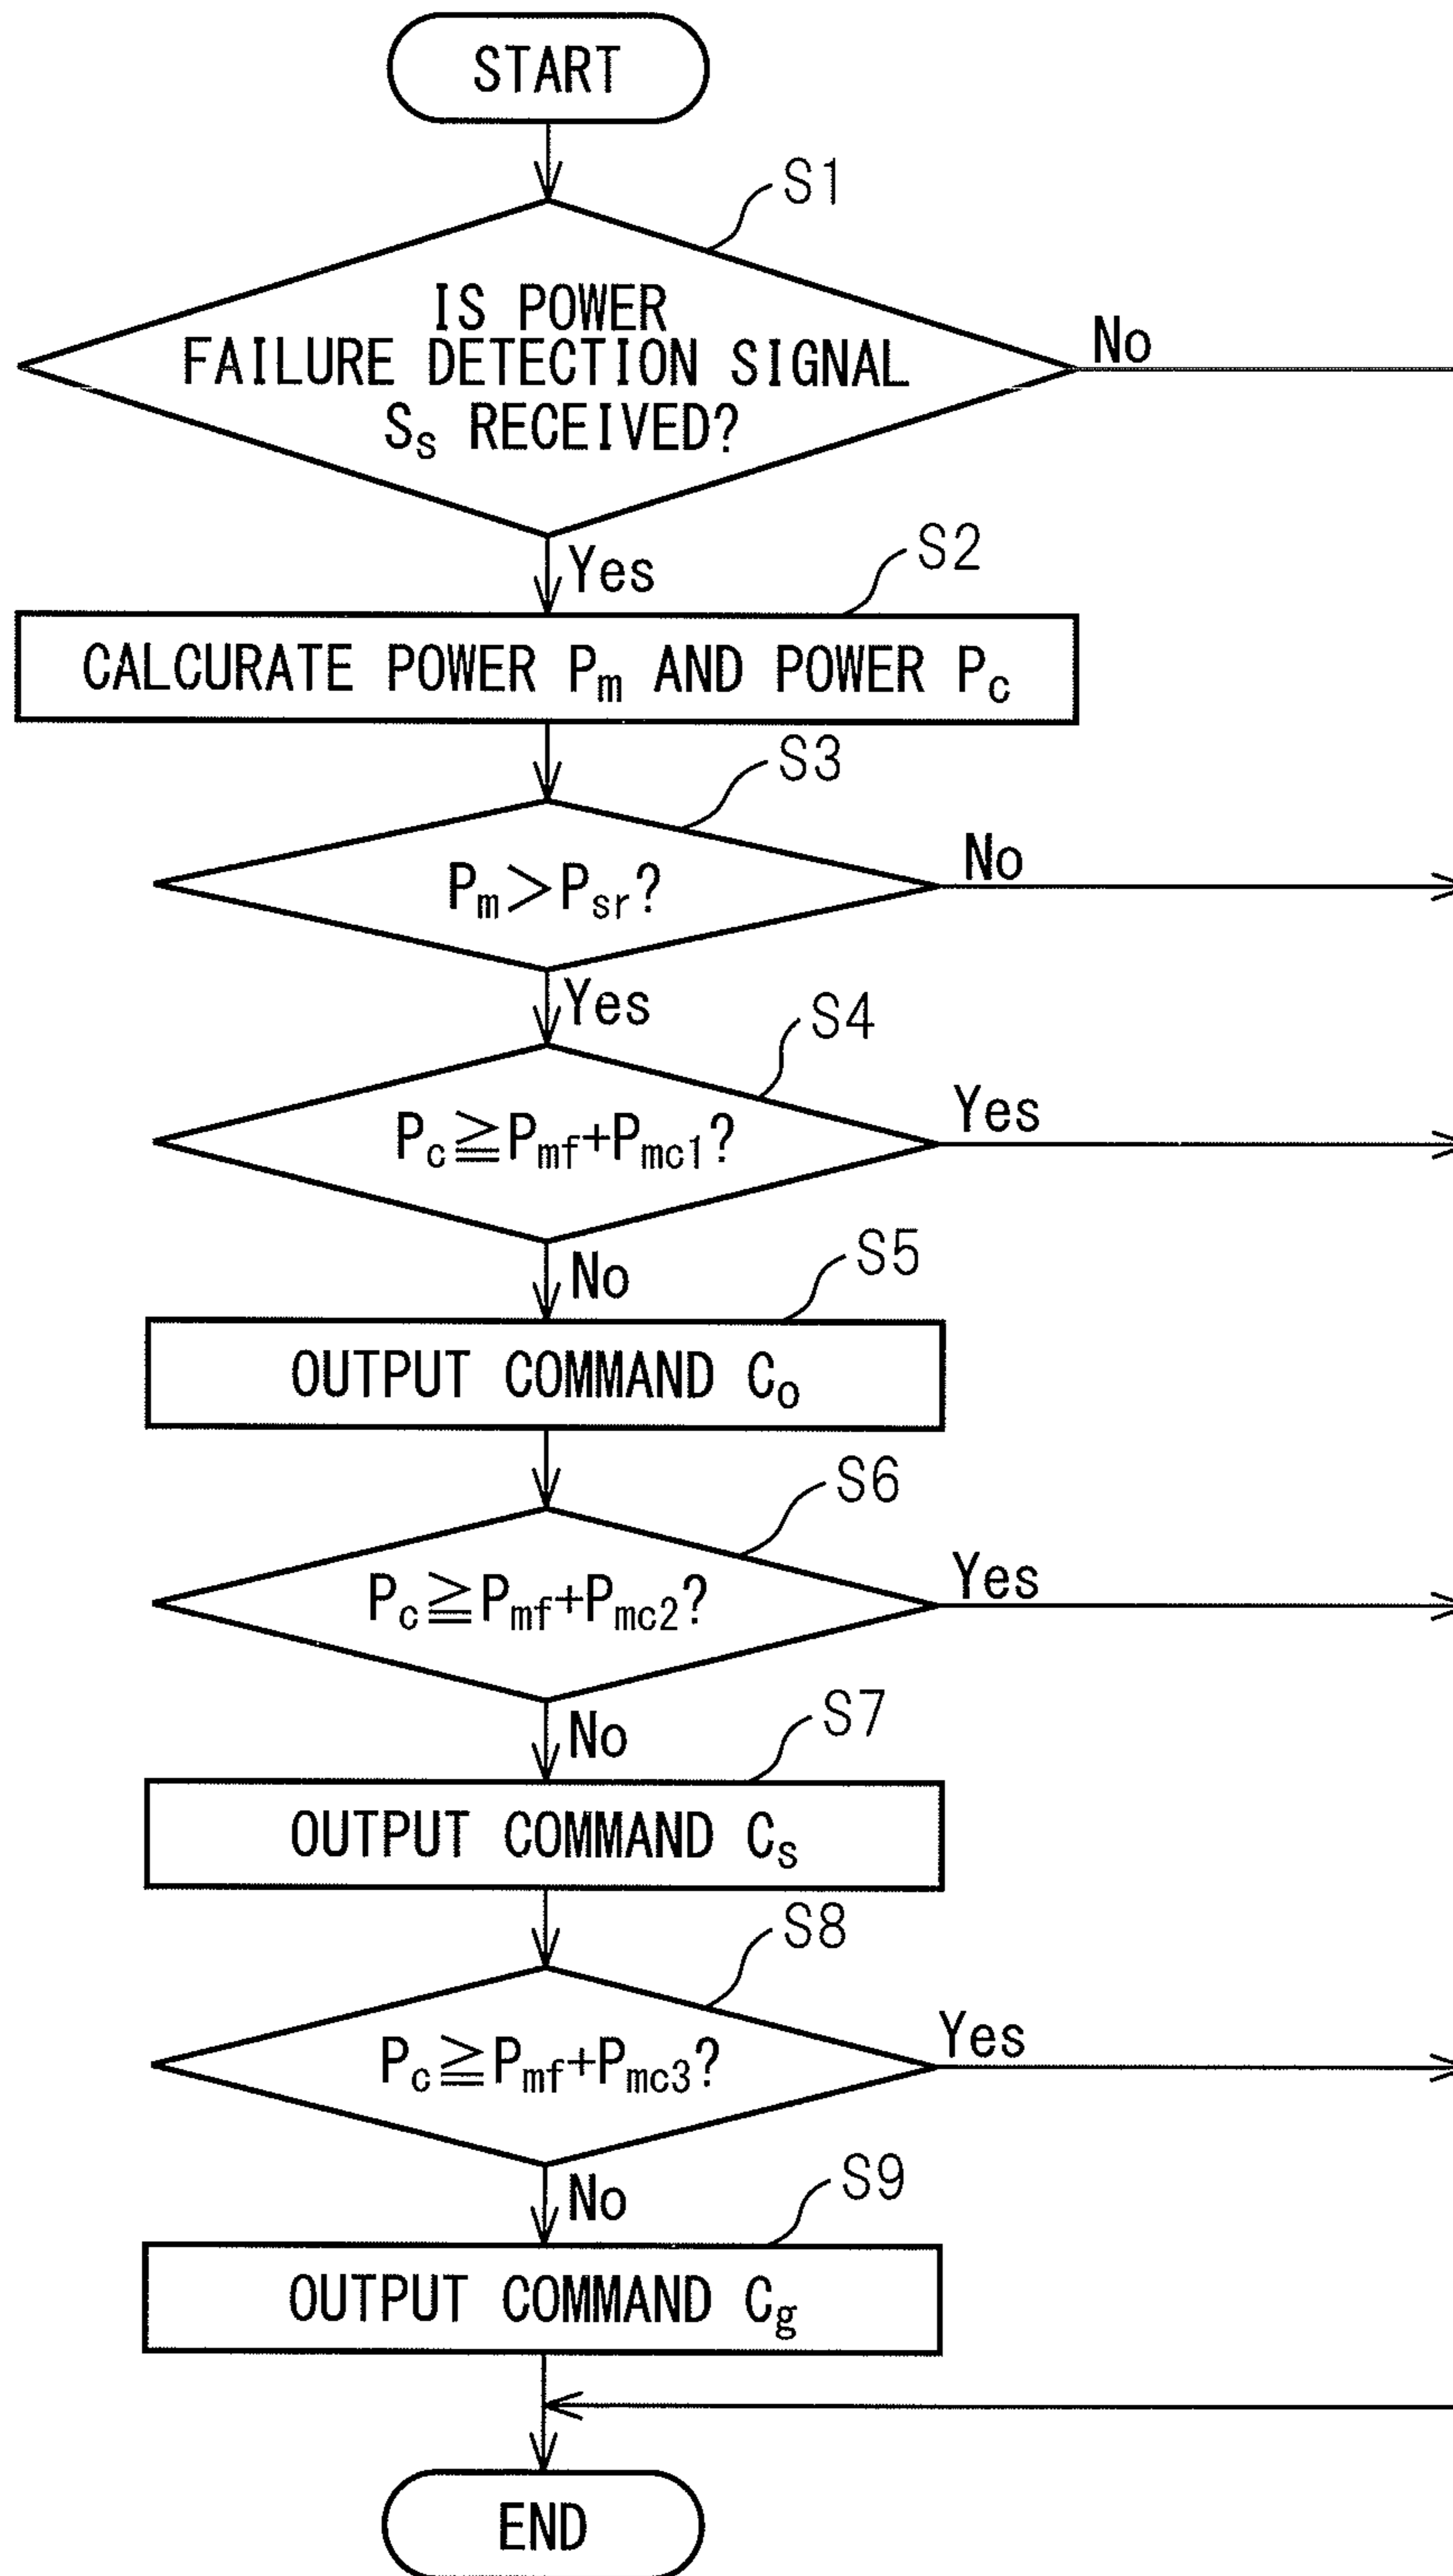 START
S1
IS POWER
FAILURE DETECTION SIGNAL
Ss RECEIVED?
No
Yes
S2
CALCURATE POWER Pm AND POWER Pc
S3
Pm>Psr?
No
Yes
S4
Pc≧Pmf+Pmc1?
Yes
No
S5
OUTPUT COMMAND Co
S6
Pc≧Pmf+Pmc2?
Yes
No
S7
OUTPUT COMMAND Cs
S8
Pc≧Pmf+Pmc3?
Yes
No
S9
OUTPUT COMMAND Cg
END